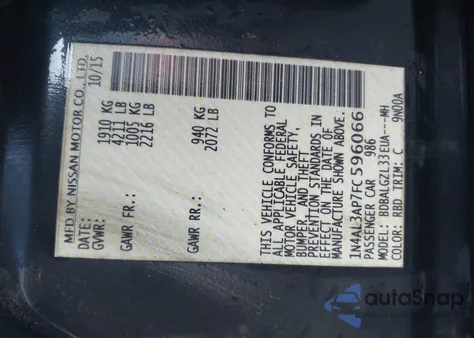 MFD BY NISSAN MOTOR CO., LTD.
DATE: 10/15
GVWR: 1910 KG
4211 LB
GAWR FR: 1005 KG
2216 LB
GAWR RR: 940 KG
2072 LB
THIS VEHICLE CONFORMS TO
ALL APPLICABLE FEDERAL
MOTOR VEHICLE SAFETY,
BUMPER, AND THEFT
PREVENTION STANDARDS IN
EFFECT ON THE DATE OF
MANUFACTURE SHOWN ABOVE.
1N4AL3AP7FC596066
PASSENGER CAR 986
MODEL: BDBALGZL33EUA---MH
COLOR: RBD TRIM: C 9N00A
autoSnap